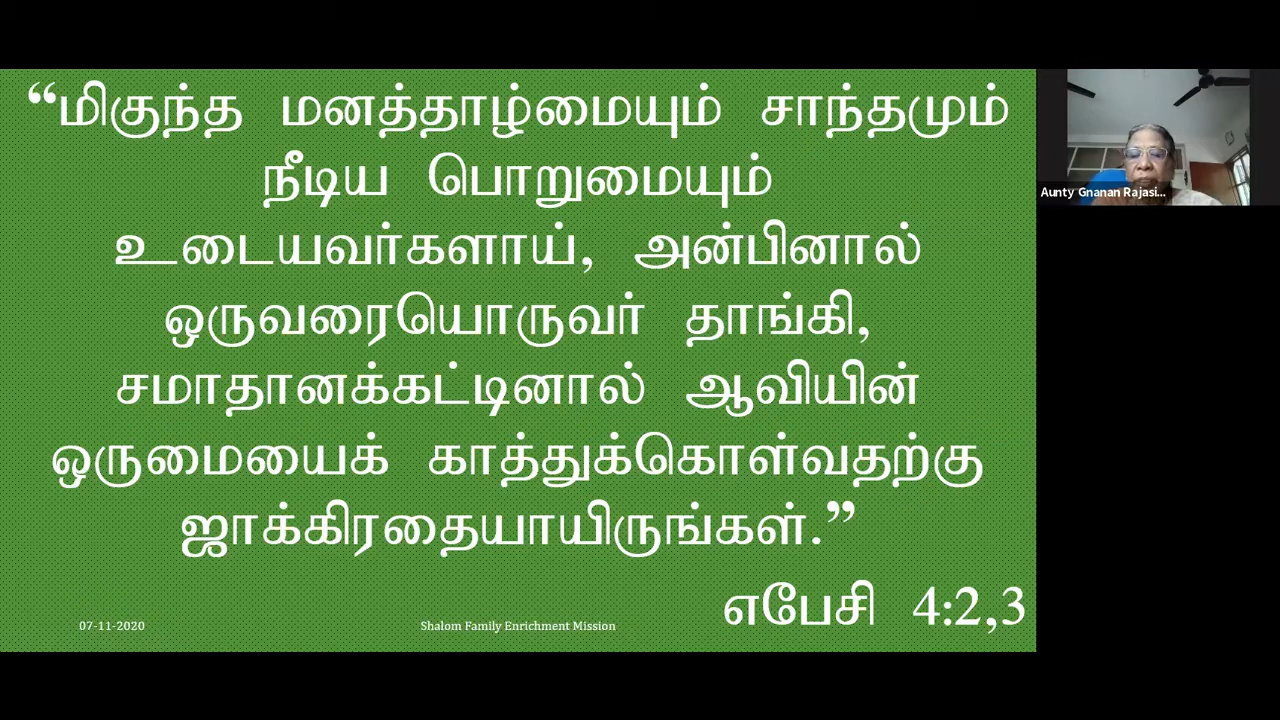 “மிகுந்த மனத்தாழ்மையும் சாந்தமும்
நீடிய பொறுமையும்
உடையவர்களாய், அன்பினால்
ஒருவரையொருவர் தாங்கி,
சமாதானக்கட்டினால் ஆவியின்
ஒருமையைக் காத்துக்கொள்வதற்கு
ஜாக்கிரதையாயிருங்கள்.”
எபேசி 4:2,3
07-11-2020
Shalom Family Enrichment Mission
Aunty Gnanan Rajasi...